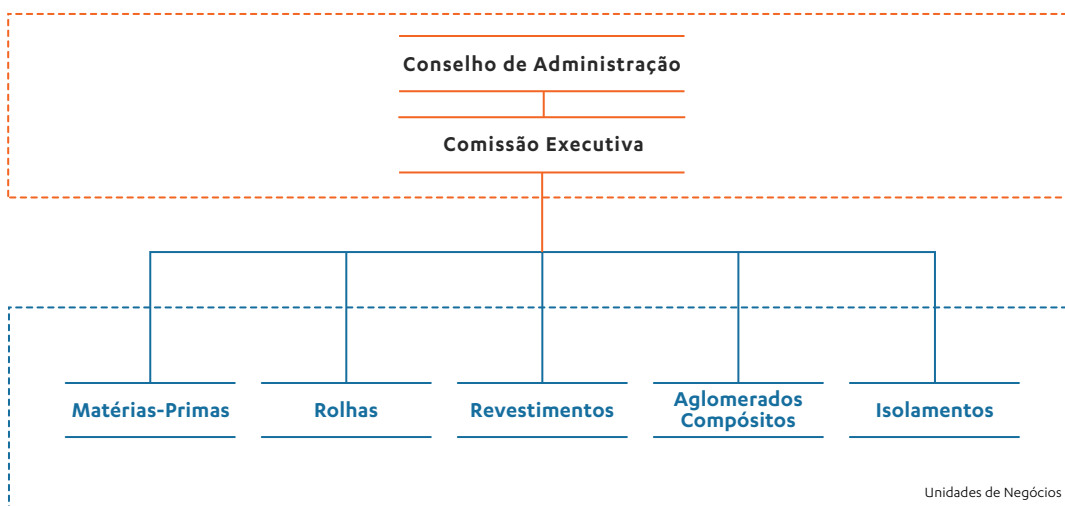 Conselho de Administração
Comissão Executiva
Matérias-Primas
Rolhas
Revestimentos
Aglomerados
Compósitos
Isolamentos
Unidades de Negócios